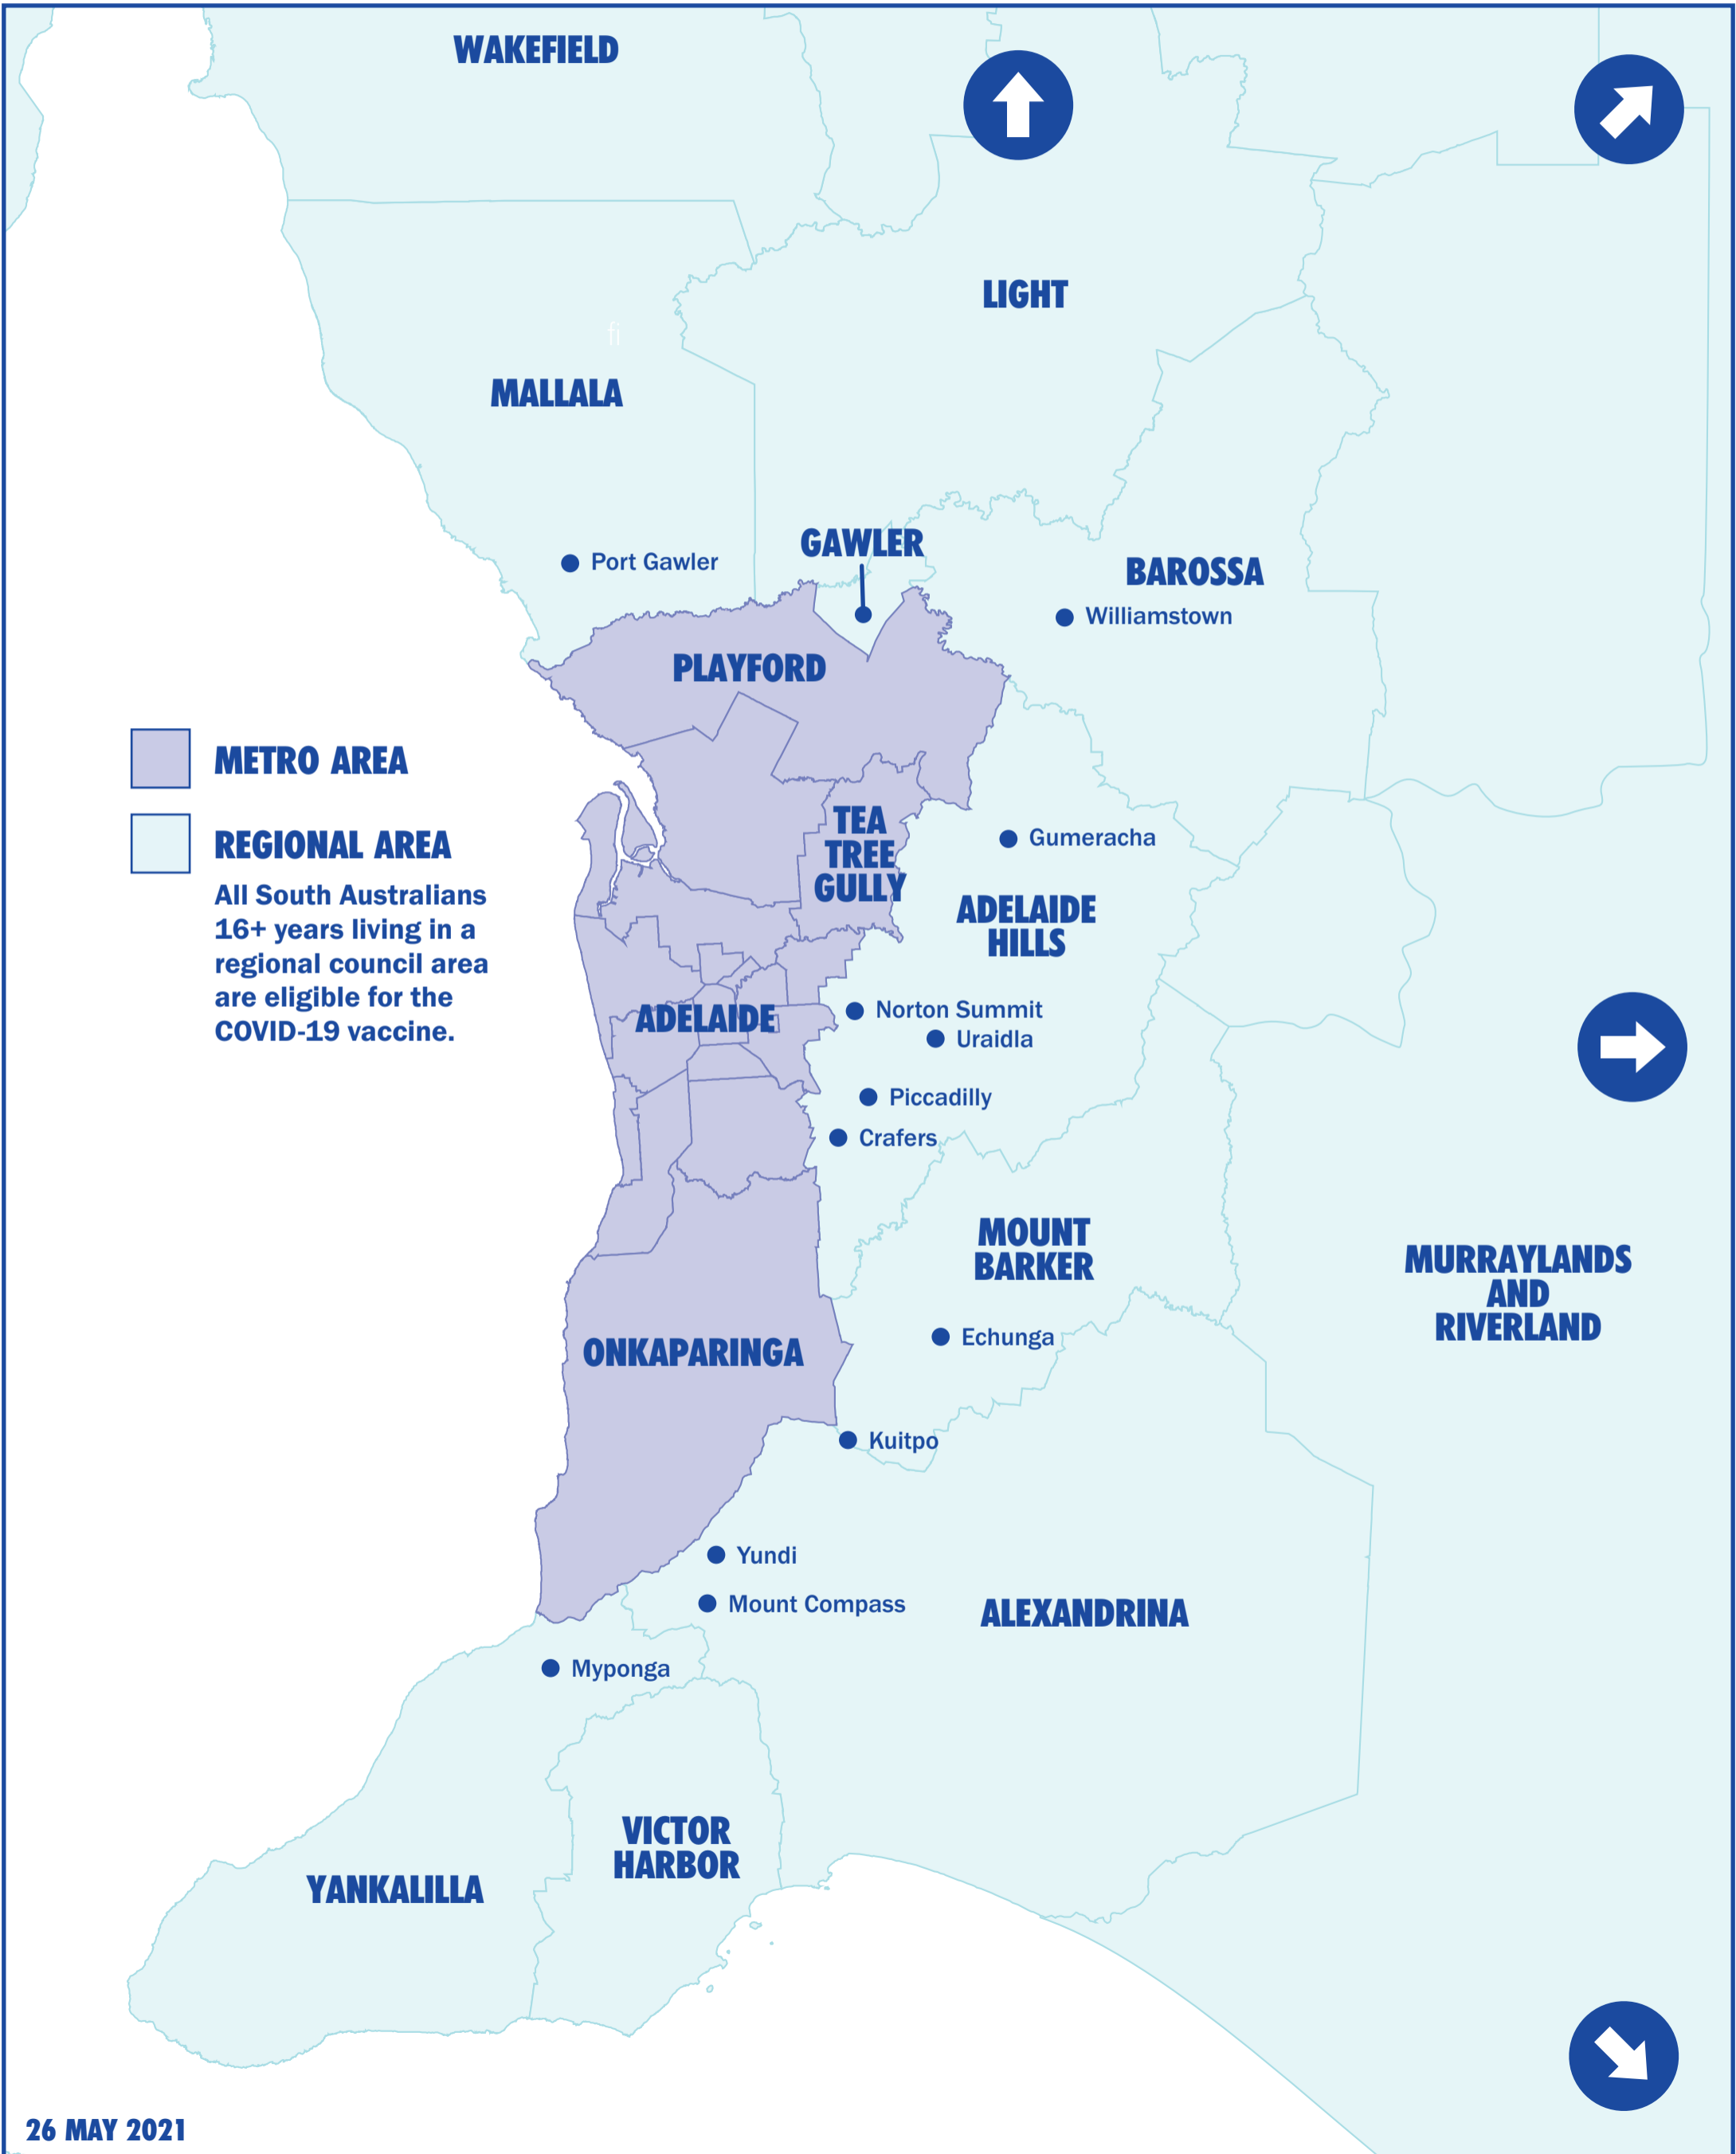 WAKEFIELD
LIGHT
fi
MALLALA
GAWLER
Port Gawler
BAROSSA
Williamstown
PLAYFORD
METRO AREA
TEA
TREE
GULLY
Gumeracha
REGIONAL AREA
All South Australians
16+ years living in a
regional council area
are eligible for the
COVID-19 vaccine.
ADELAIDE
HILLS
Norton Summit
ADELAIDE
Uraidla
Piccadilly
Crafers
MOUNT
BARKER
MURRAYLANDS
AND
RIVERLAND
Echunga
ONKAPARINGA
Kuitpo
Yundi
Mount Compass
ALEXANDRINA
Myponga
VICTOR
HARBOR
YANKALILLA
26 MAY 2021